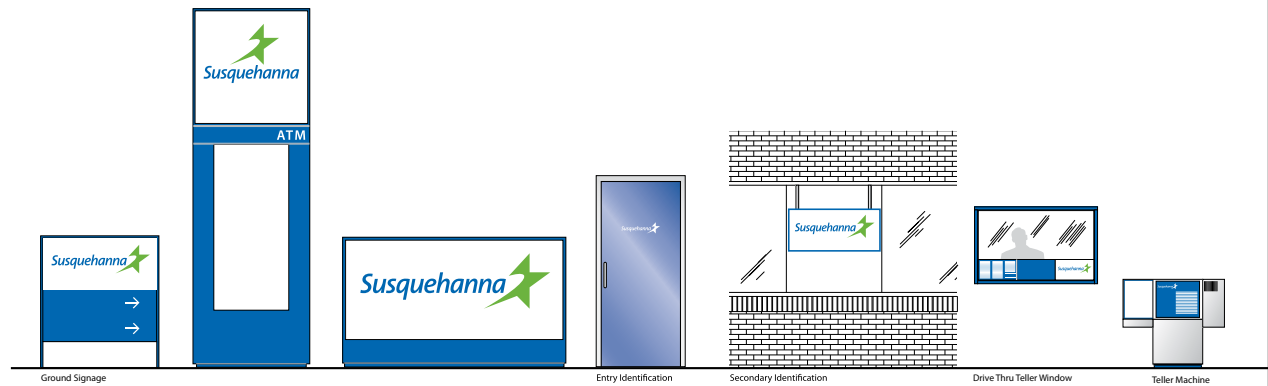 Susquehanna
ATM
Susquehanna
Susquehanna
Susquehanna
Susquehanna
Susquehanna
Susquehanna
Ground Signage
Entry Identification
Secondary Identification
Drive Thru Teller Window
Teller Machine